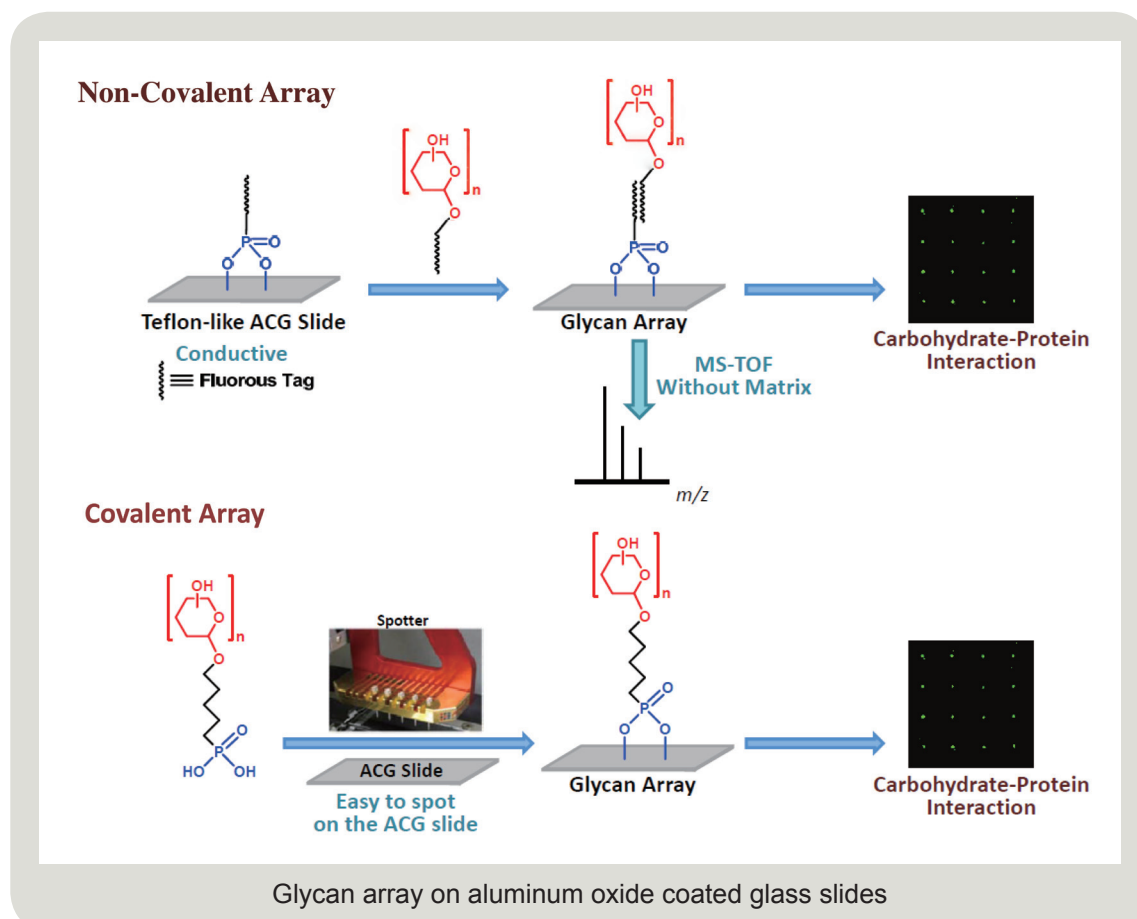 Non-Covalent Array
OH
O
n
O
P=O
O O
Teflon-like ACG Slide
Conductive
≡ Fluorous Tag
OH
O
n
O
P=O
O O
Glycan Array
MS-TOF
Without Matrix
m/z
Carbohydrate-Protein
Interaction
Covalent Array
OH
O
n
O
O
P
HO OH
Spotter
ACG Slide
Easy to spot
on the ACG slide
OH
O
n
O
O
P
O O
Glycan Array
Carbohydrate-Protein
Interaction
Glycan array on aluminum oxide coated glass slides